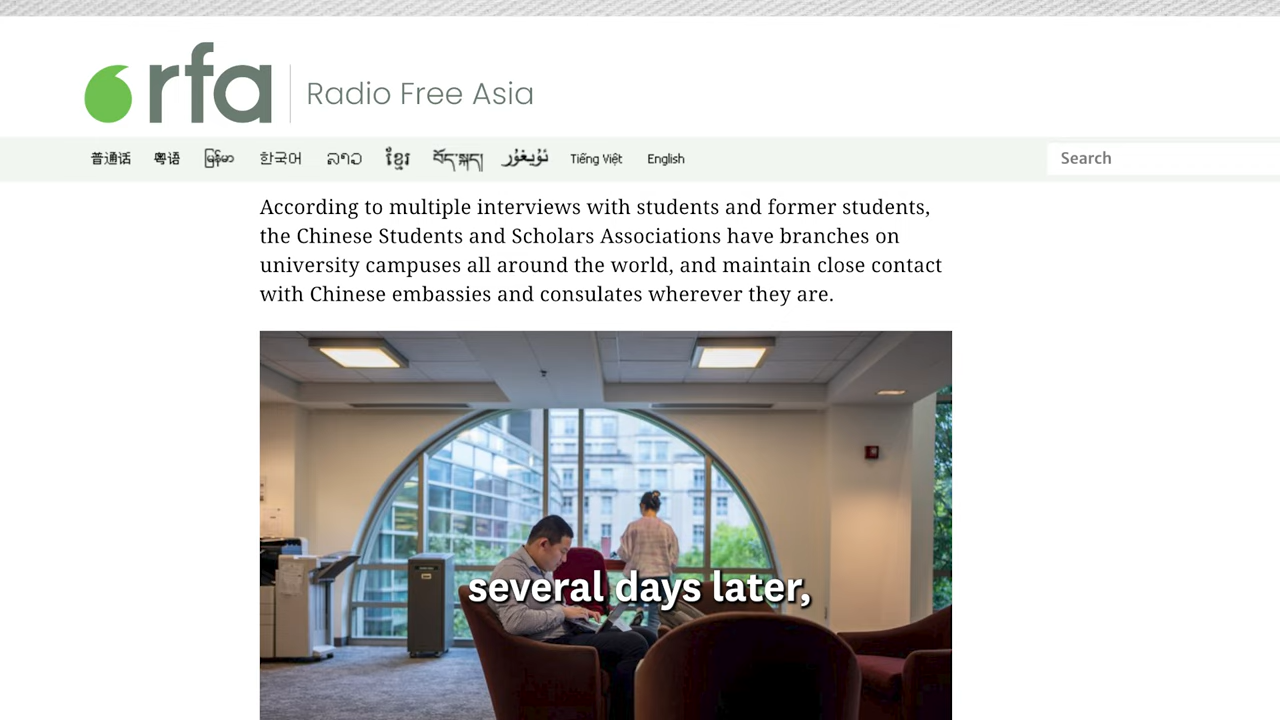 rfa Radio Free Asia
普通话 粤语 မြန်မာ 한국어 ລາວ ខ្មែរ བོད་སྐད། ئۇيغۇر Tiếng Việt English Search
According to multiple interviews with students and former students,
the Chinese Students and Scholars Associations have branches on
university campuses all around the world, and maintain close contact
with Chinese embassies and consulates wherever they are.
several days later,